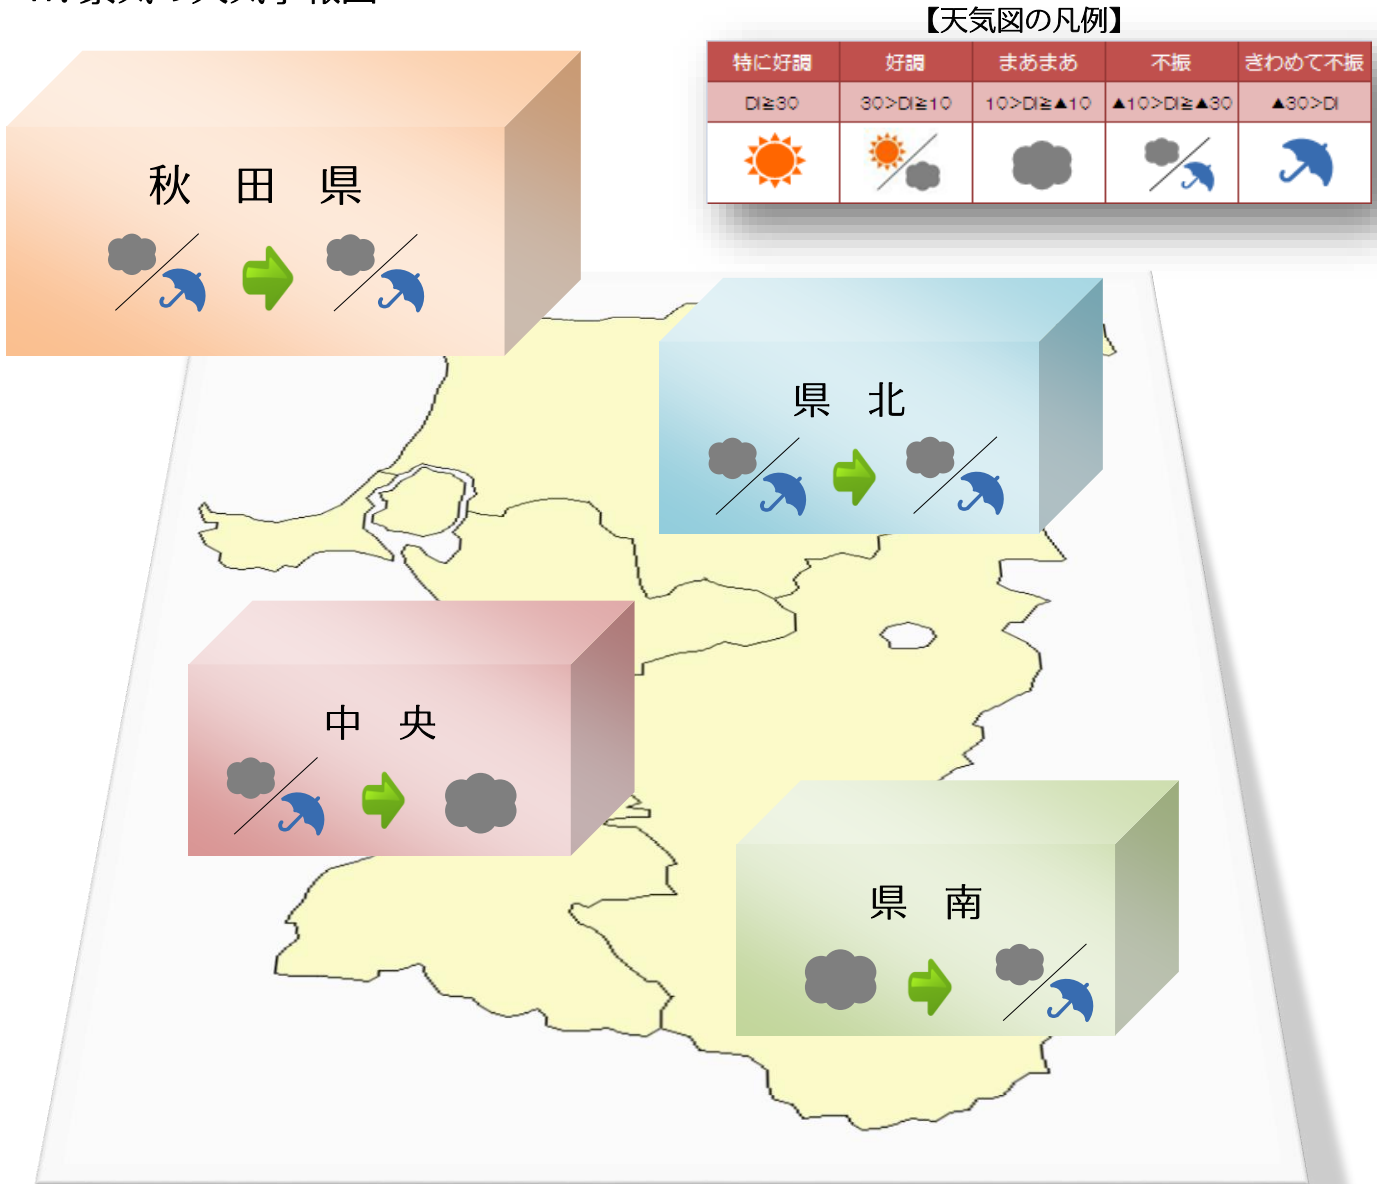 【天気図の凡例】
特に好調 好調 まあまあ 不振 きわめて不振
DI≧30 30>DI≧10 10>DI≧▲10 ▲10>DI≧▲30 ▲30>DI
秋 田 県
県 北
中 央
県 南